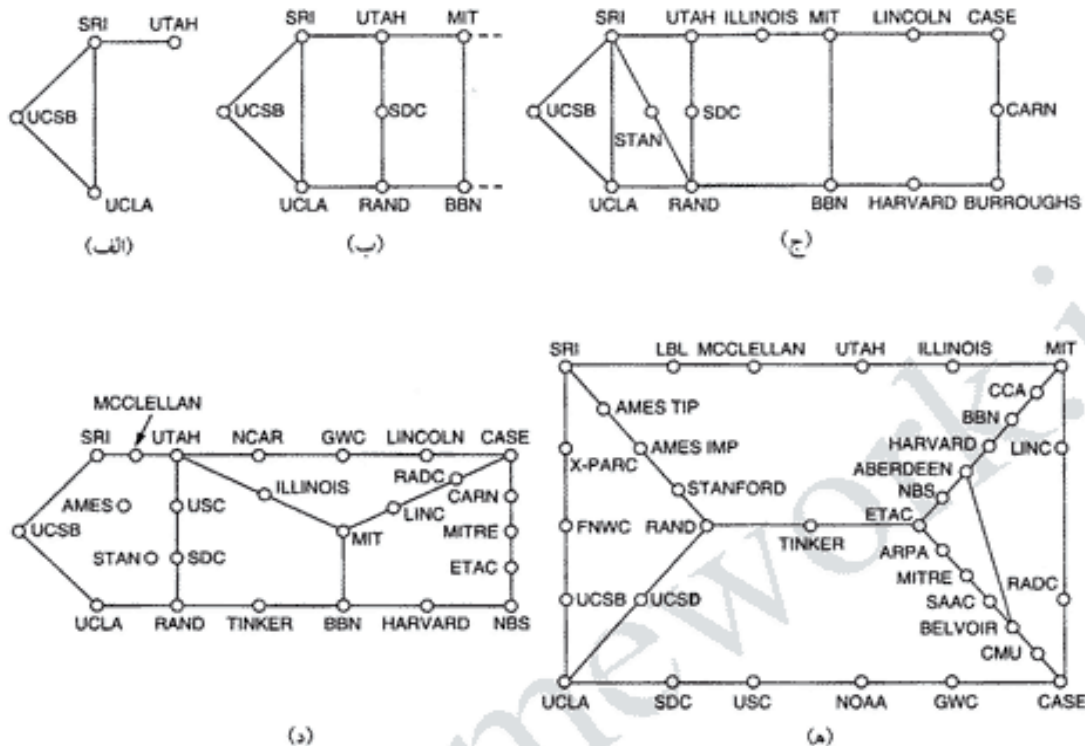 SRI UTAH
UCSB
UCLA
(الف)
SRI UTAH MIT
UCSB SDC
UCLA RAND BBN
(ب)
SRI UTAH ILLINOIS MIT LINCOLN CASE
UCSB SDC CARN
STAN
UCLA RAND BBN HARVARD BURROUGHS
(ج)
MCCLELLAN
SRI UTAH NCAR GWC LINCOLN CASE
RADC
ILLINOIS CARN
AMES USC LINC
UCSB MIT MITRE
STAN SDC ETAC
UCLA RAND TINKER BBN HARVARD NBS
(د)
SRI LBL MCCLELLAN UTAH ILLINOIS MIT
CCA
AMES TIP BBN
AMES IMP HARVARD LINC
X-PARC ABERDEEN
STANFORD NBS
FNWC RAND ETAC
TINKER
ARPA
MITRE RADC
UCSB UCSD SAAC
BELVOIR
CMU
UCLA SDC USC NOAA GWC CASE
(ه)